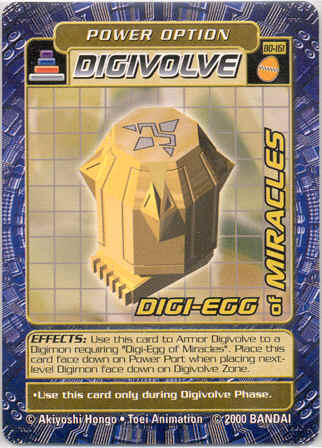 POWER OPTION
DIGIVOLVE
BO-161
DIGI-EGG of MIRACLES
EFFECTS: Use this card to Armor Digivolve to a
Digimon requiring "Digi-Egg of Miracles". Place this
card face down on Power Port when placing next-
level Digimon face down on Digivolve Zone.
•Use this card only during Digivolve Phase.
© Akiyoshi Hongo • Toei Animation © 2000 BANDAI